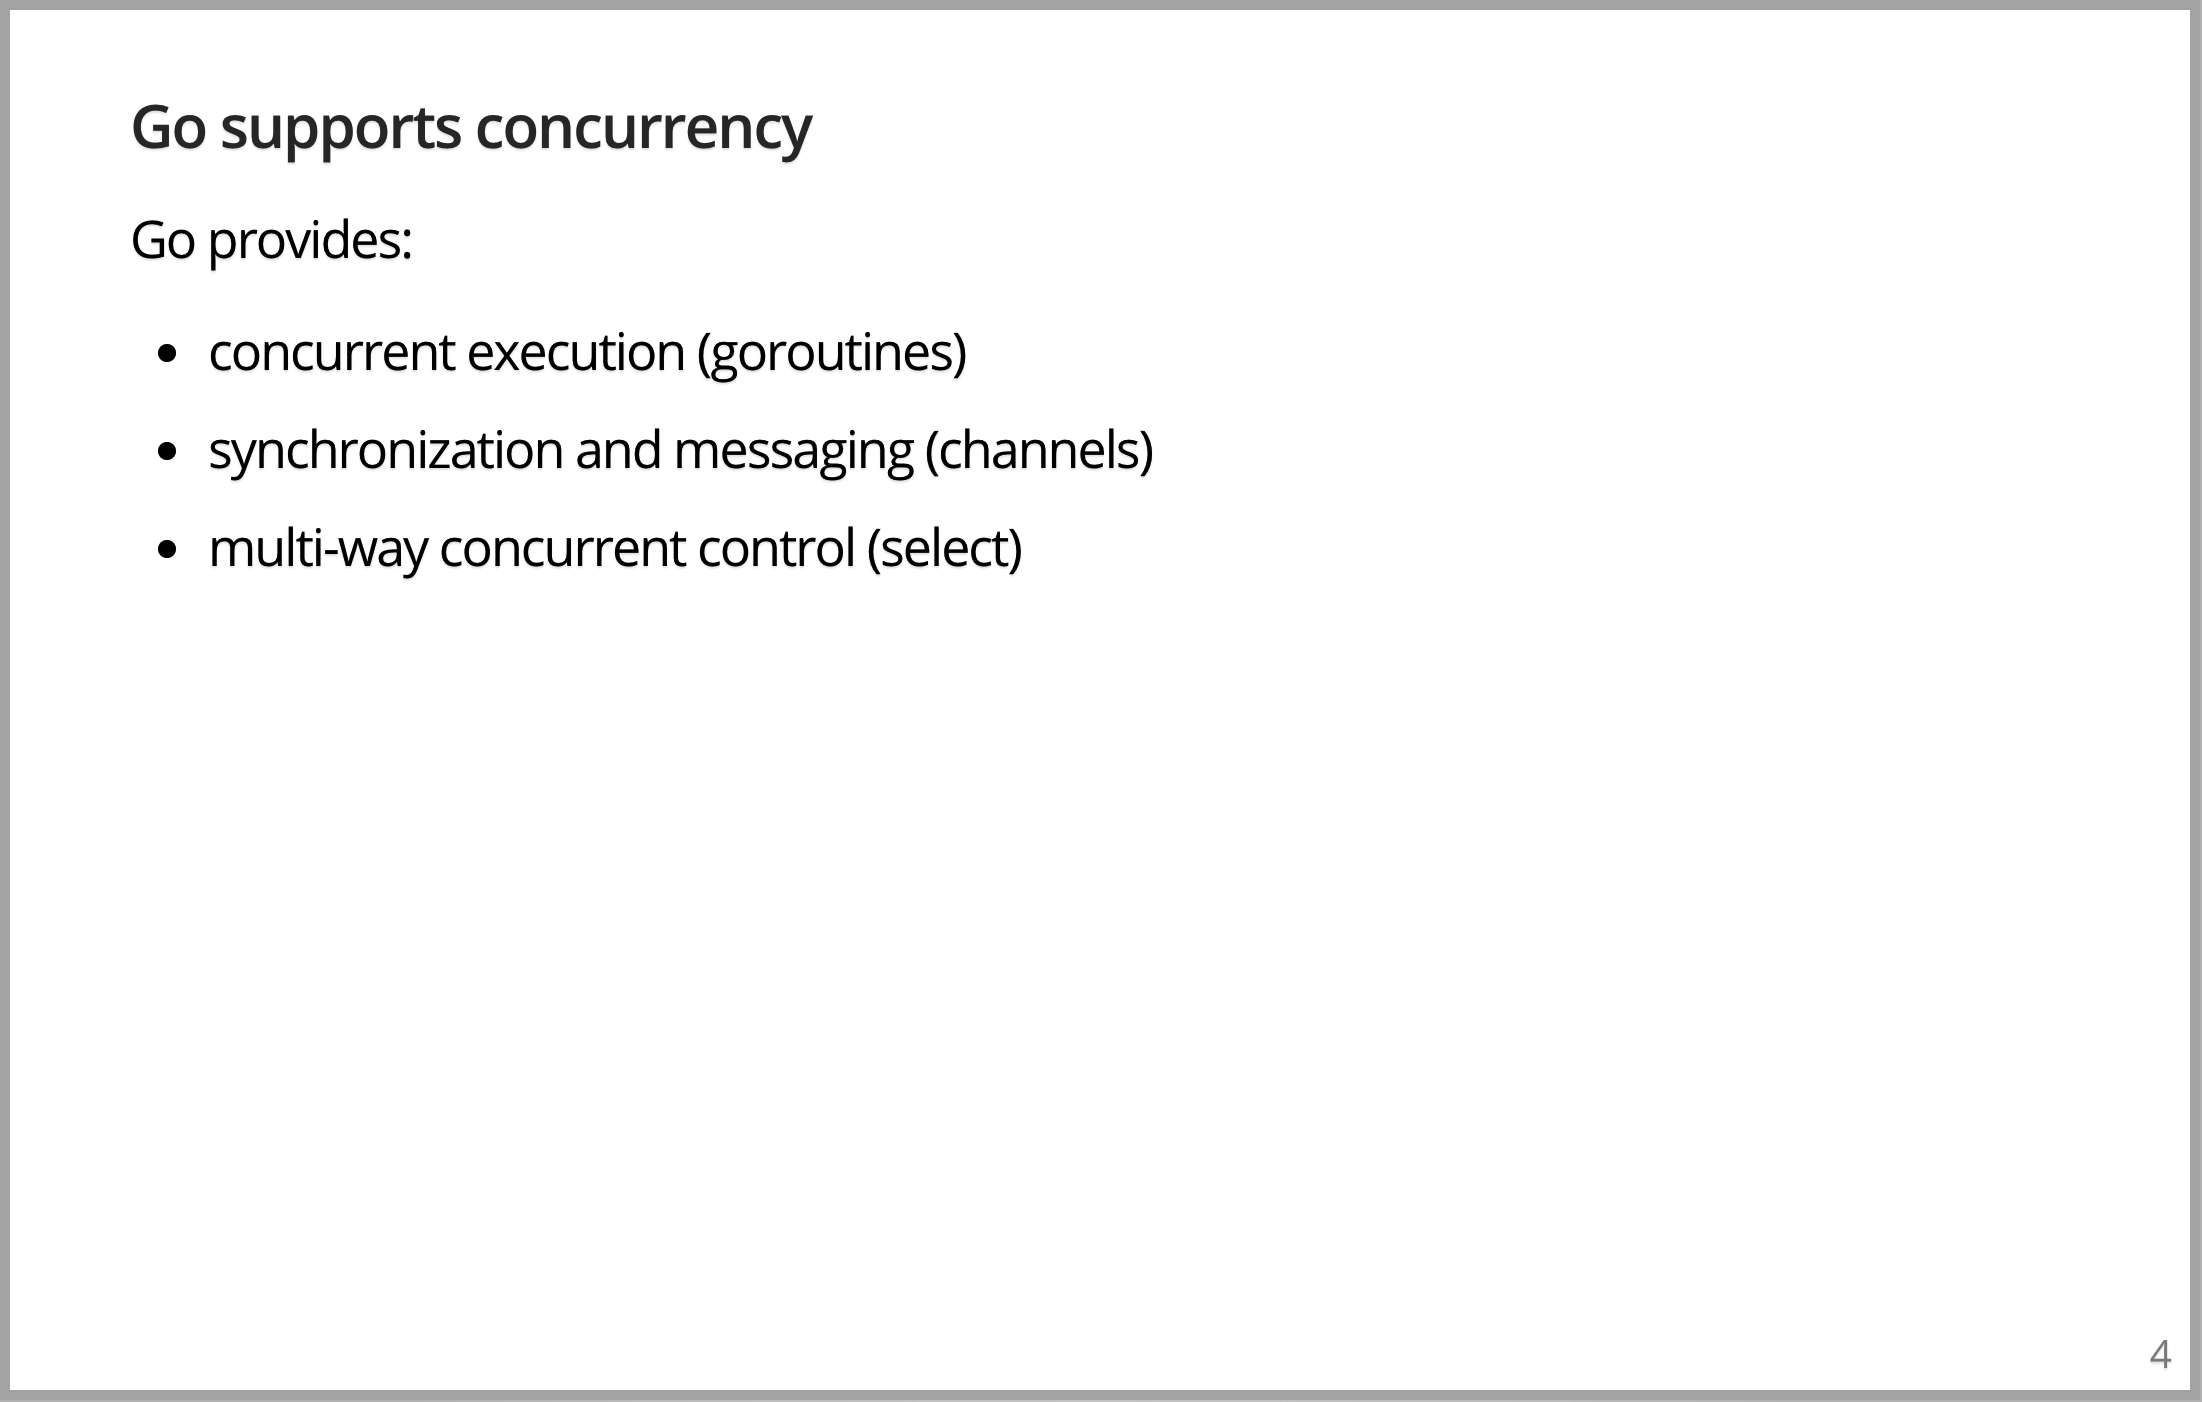 Go supports concurrency
Go provides:
• concurrent execution (goroutines)
• synchronization and messaging (channels)
• multi-way concurrent control (select)
4